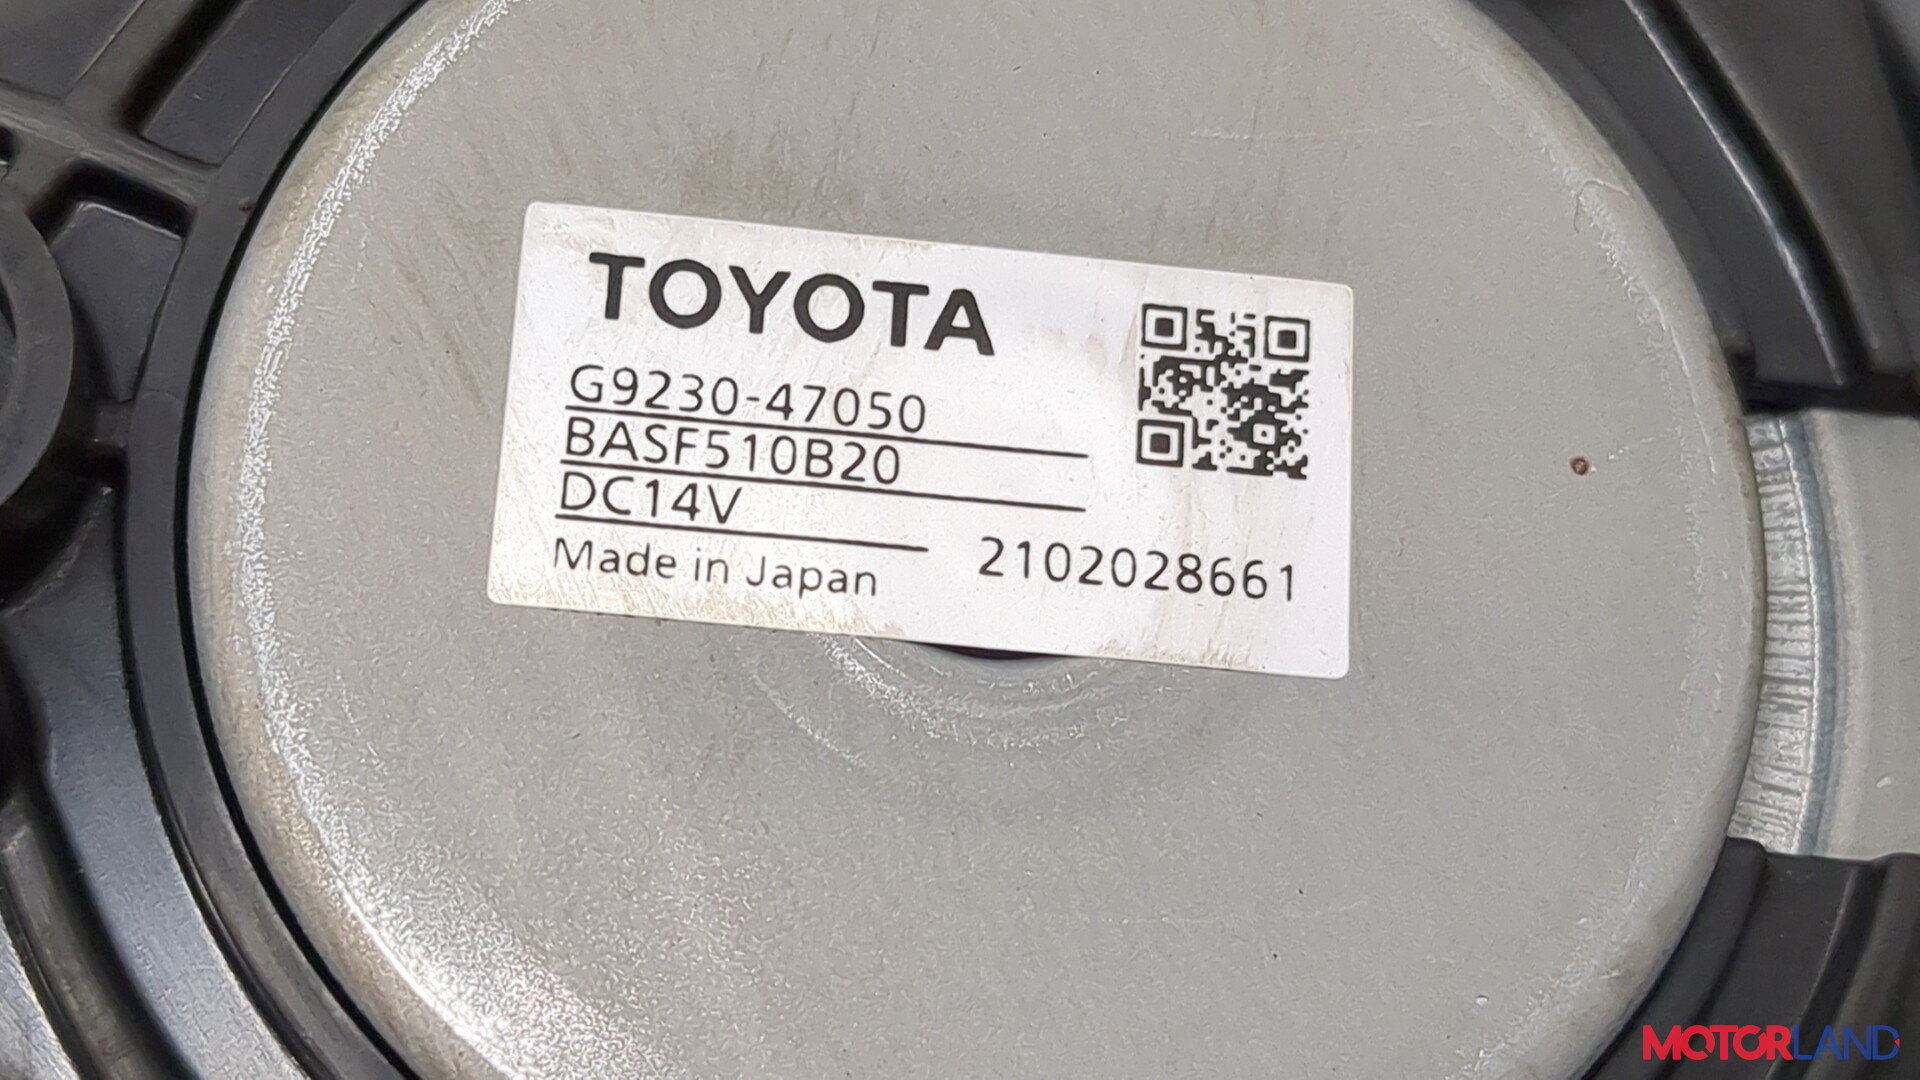 TOYOTA
G9230-47050
BASF510B20
DC14V
Made in Japan 2102028661
MOTORLAND